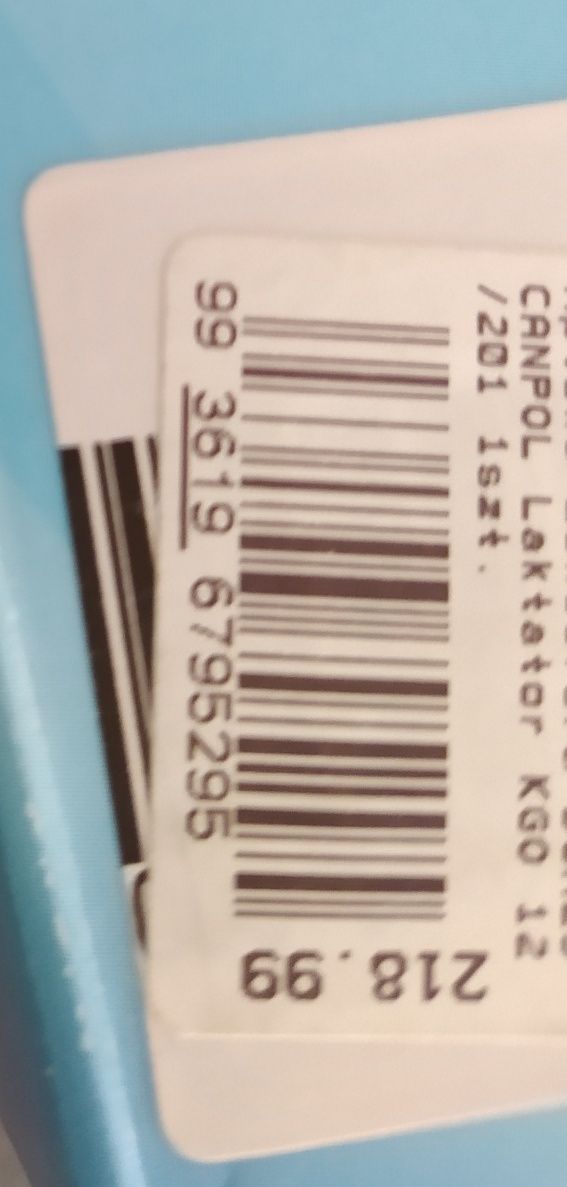 CANPOL Laktator KGO 12
/201 1szt.
99 3619 6795295
218.99